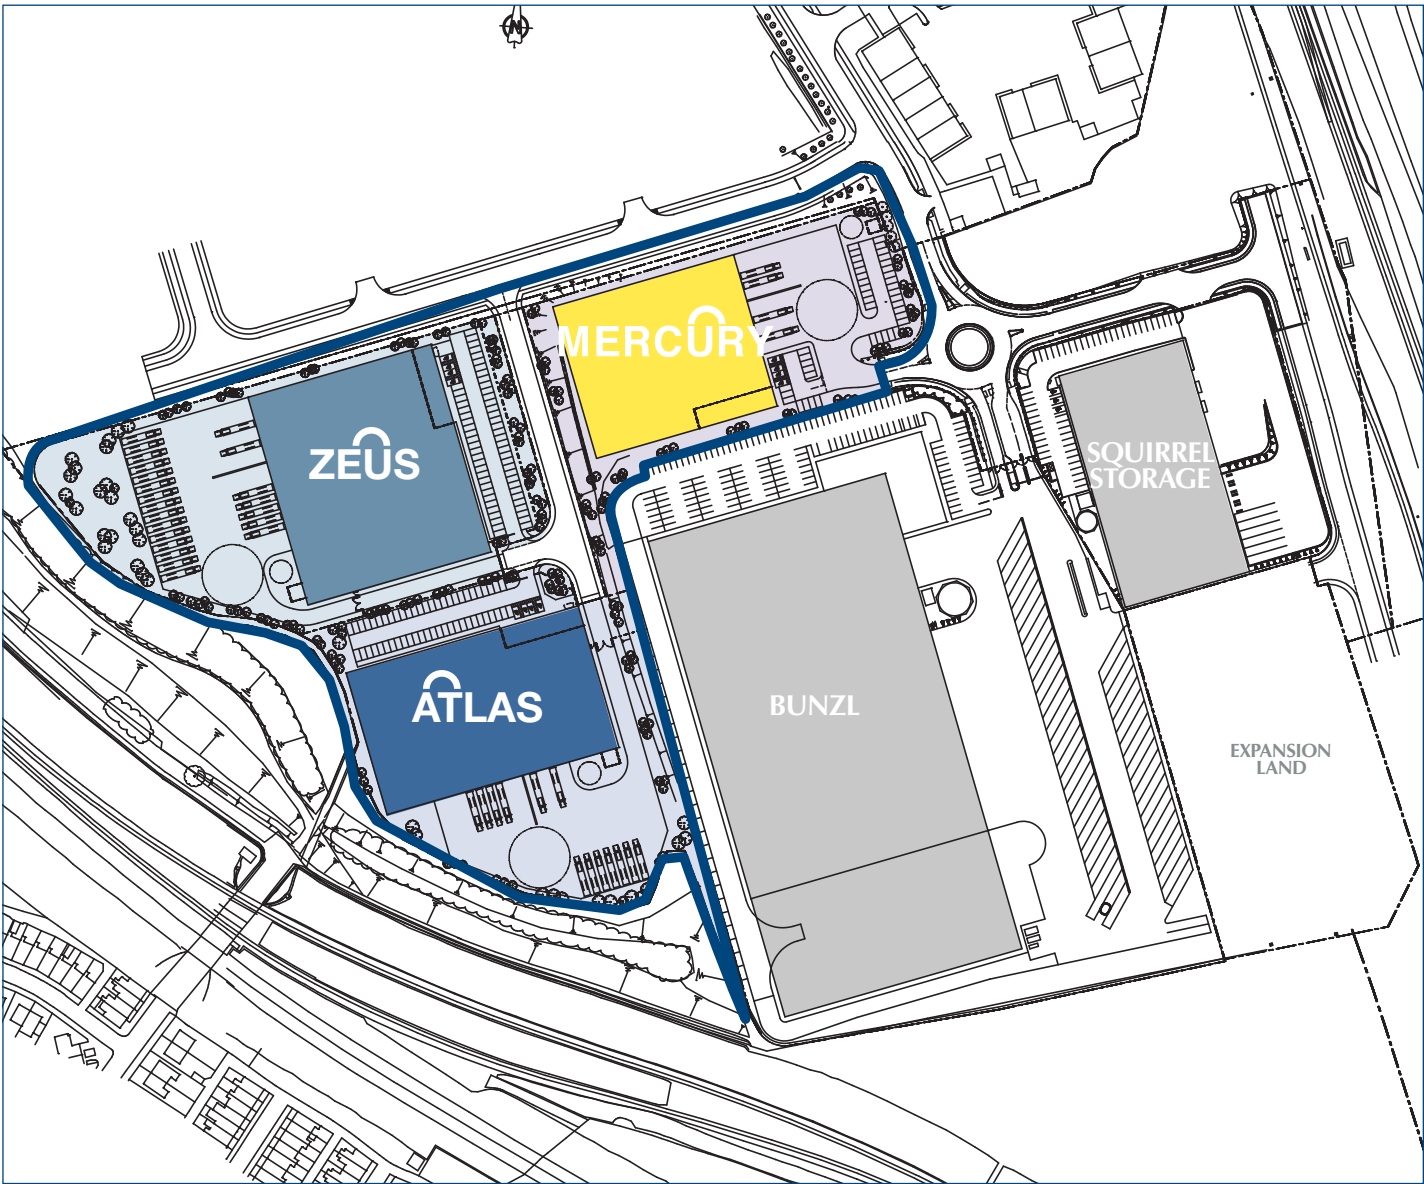 N
MERCURY
ZEUS
SQUIRREL
STORAGE
ATLAS
BUNZL
EXPANSION
LAND